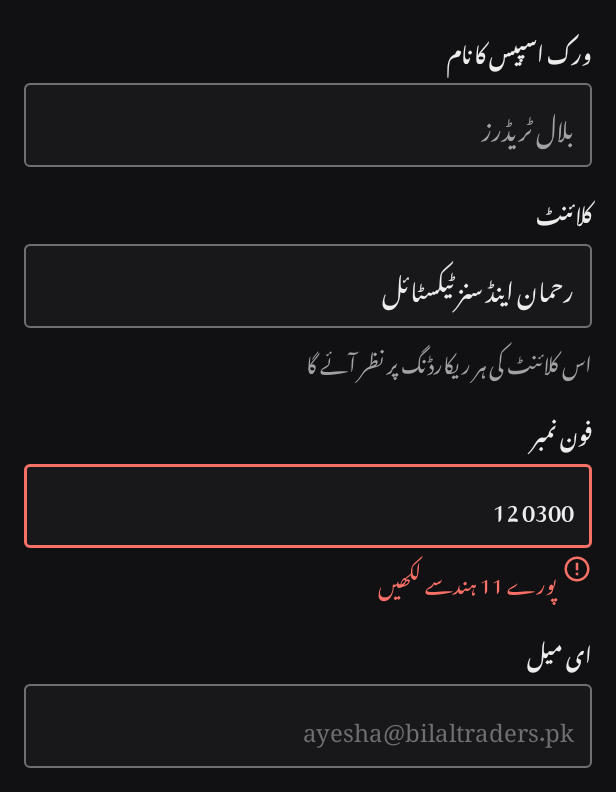 ورک اسپیس کا نام
بلال ٹریڈرز
کلائنٹ
رحمان اینڈ سنز ٹیکسٹائل
اس کلائنٹ کی ہر ریکارڈنگ پر نظر آئے گا
فون نمبر
0300 12
پورے 11 ہندسے لکھیں
ای میل
ayesha@bilaltraders.pk